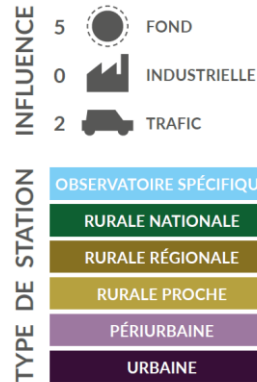 INFLUENCE
5 FOND
0 INDUSTRIELLE
2 TRAFIC
TYPE DE STATION
OBSERVATOIRE SPÉCIFIQU
RURALE NATIONALE
RURALE RÉGIONALE
RURALE PROCHE
PÉRIURBAINE
URBAINE